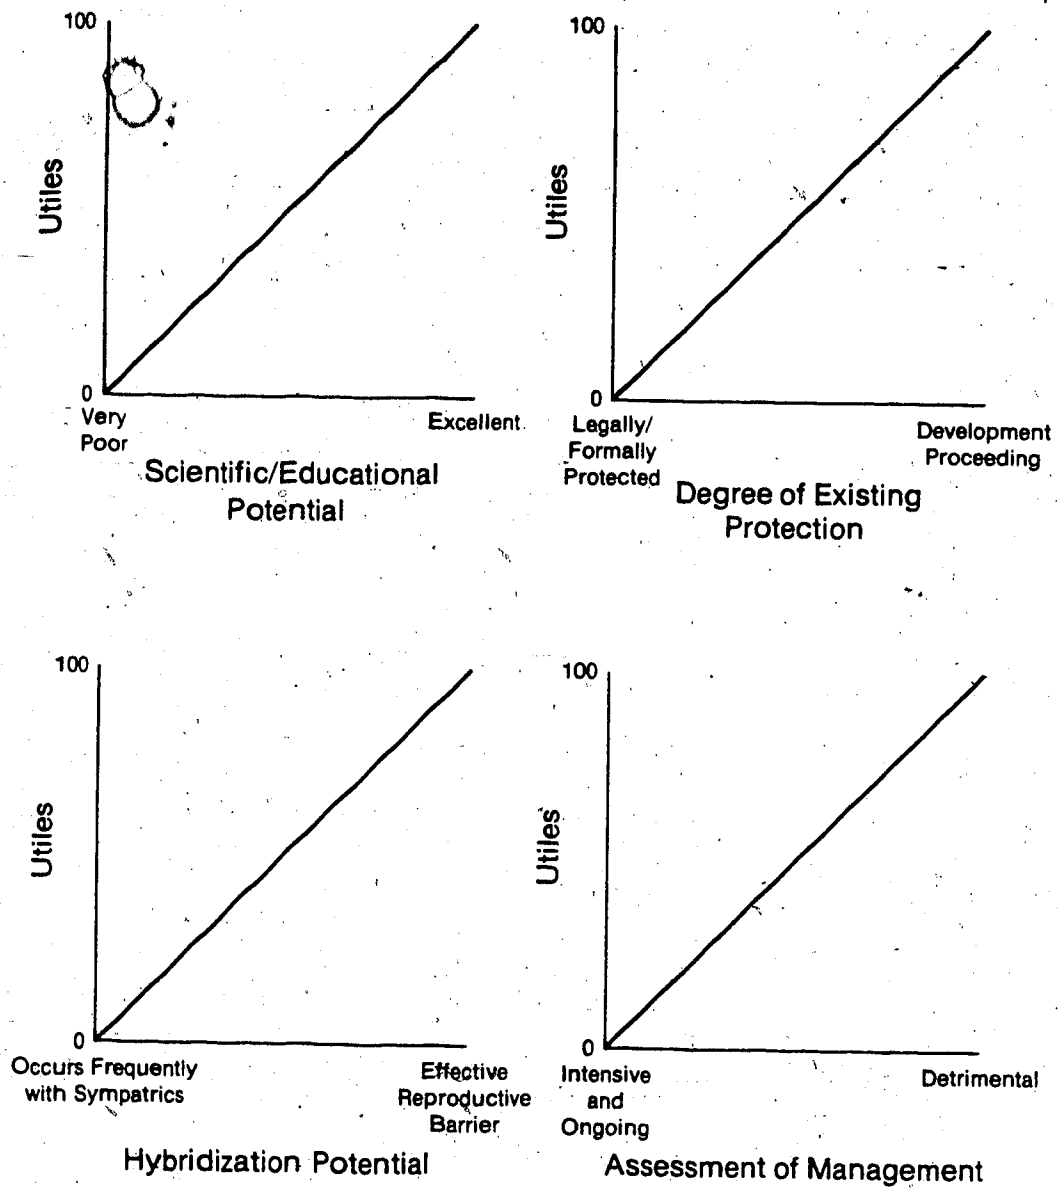 100
Utiles
0
Very
Poor
Excellent
Scientific/Educational
Potential
100
Utiles
0
Legally/
Formally
Protected
Development
Proceeding
Degree of Existing
Protection
100
Utiles
0
Occurs Frequently
with Sympatrics
Effective
Reproductive
Barrier
Hybridization Potential
100
Utiles
0
Intensive
and
Ongoing
Detrimental
Assessment of Management